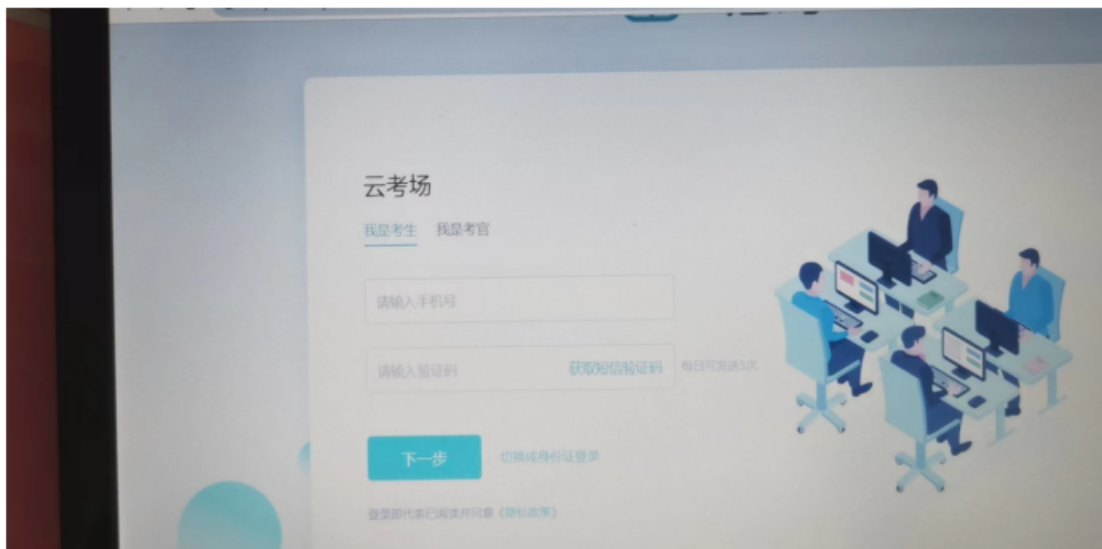 云考场
我是考生 我是考官
请输入手机号
请输入验证码 获取短信验证码 每日可发送5次
下一步 切换成身份证登录
登录即代表已阅读并同意《隐私政策》